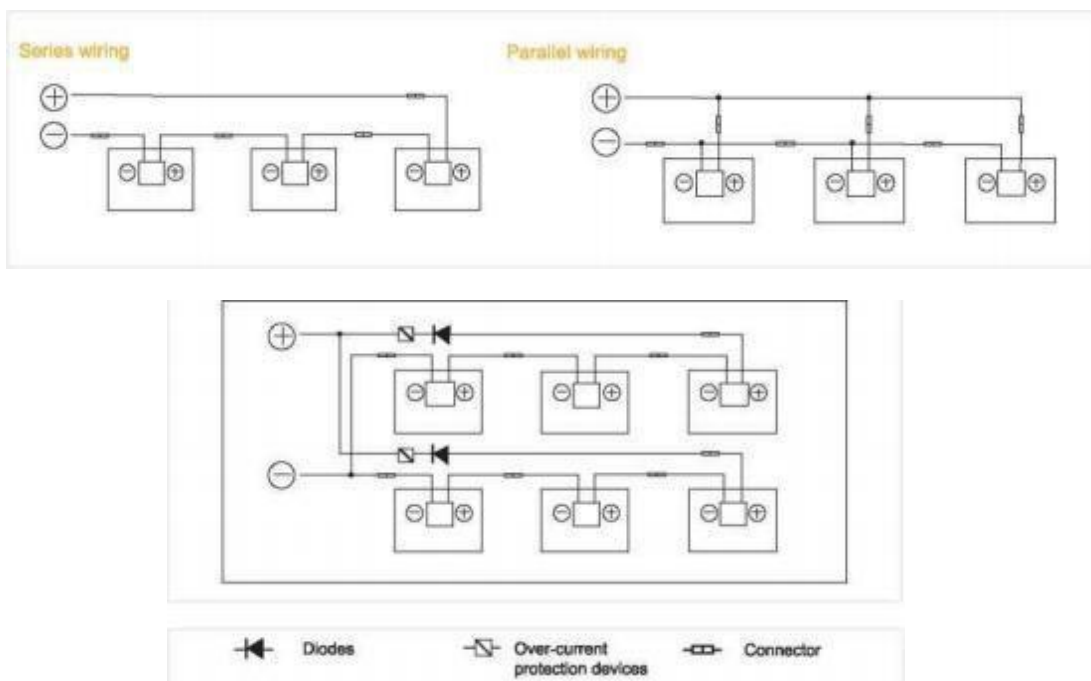 Series wiring
Parallel wiring
Diodes
Over-current
protection devices
Connector